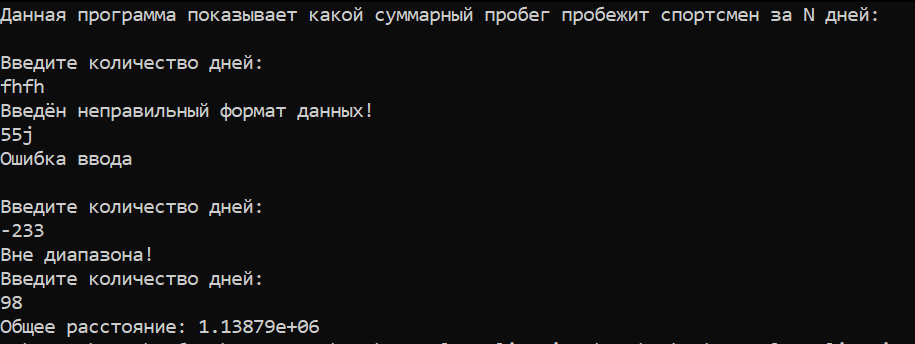 Данная программа показывает какой суммарный пробег пробежит спортсмен за N дней:
Введите количество дней:
fhfh
Введён неправильный формат данных!
55j
Ошибка ввода
Введите количество дней:
-233
Вне диапазона!
Введите количество дней:
98
Общее расстояние: 1.13879e+06